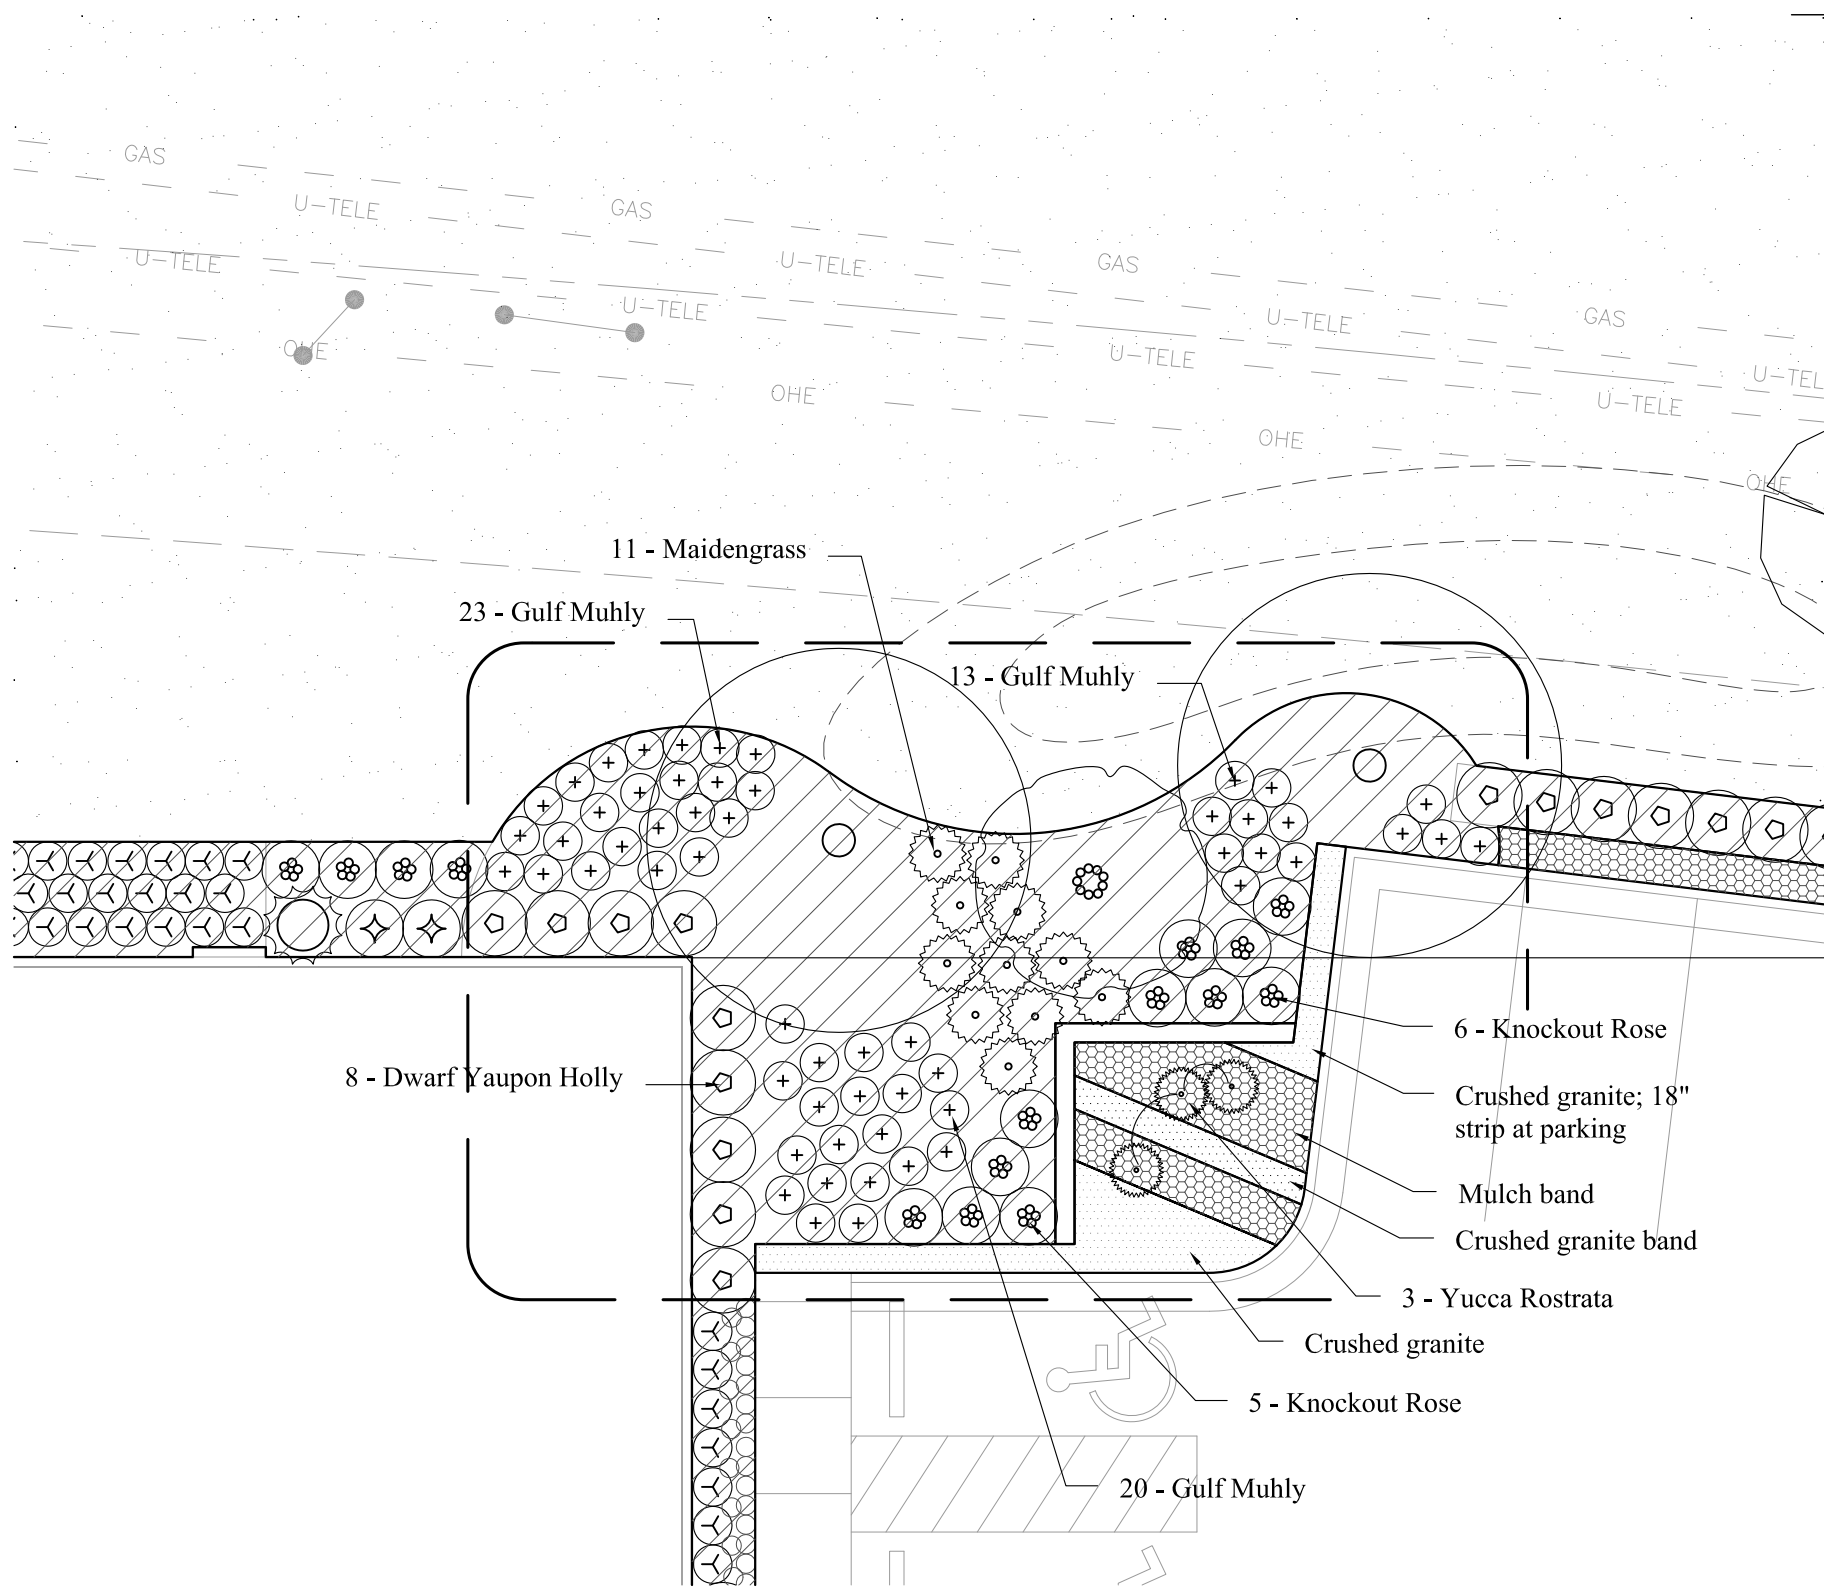 GAS
U-TELE
GAS
U-TELE
U-TELE
GAS
U-TELE
U-TELE
GAS
OHE
U-TELE
U-TEL
OHE
U-TELE
OHE
OHE
11 - Maidengrass
23 - Gulf Muhly
13 - Gulf Muhly
6 - Knockout Rose
8 - Dwarf Yaupon Holly
Crushed granite; 18"
strip at parking
Mulch band
Crushed granite band
3 - Yucca Rostrata
Crushed granite
5 - Knockout Rose
20 - Gulf Muhly